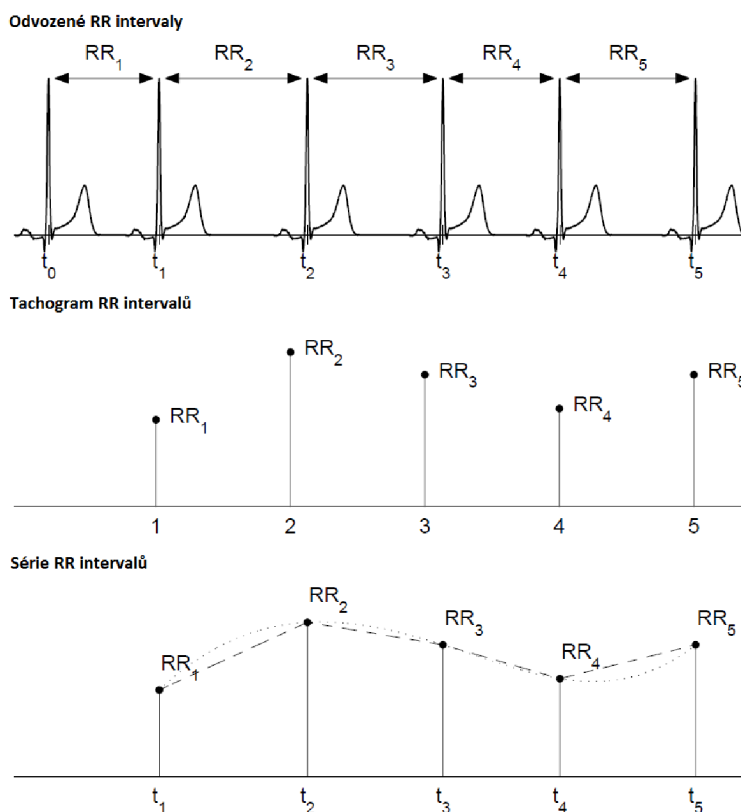 Odvozené RR intervaly
RR₁ RR₂ RR₃ RR₄ RR₅
t₀ t₁ t₂ t₃ t₄ t₅
Tachogram RR intervalů
RR₁ RR₂ RR₃ RR₄ RR₅
1 2 3 4 5
Série RR intervalů
RR₁ RR₂ RR₃ RR₄ RR₅
t₁ t₂ t₃ t₄ t₅